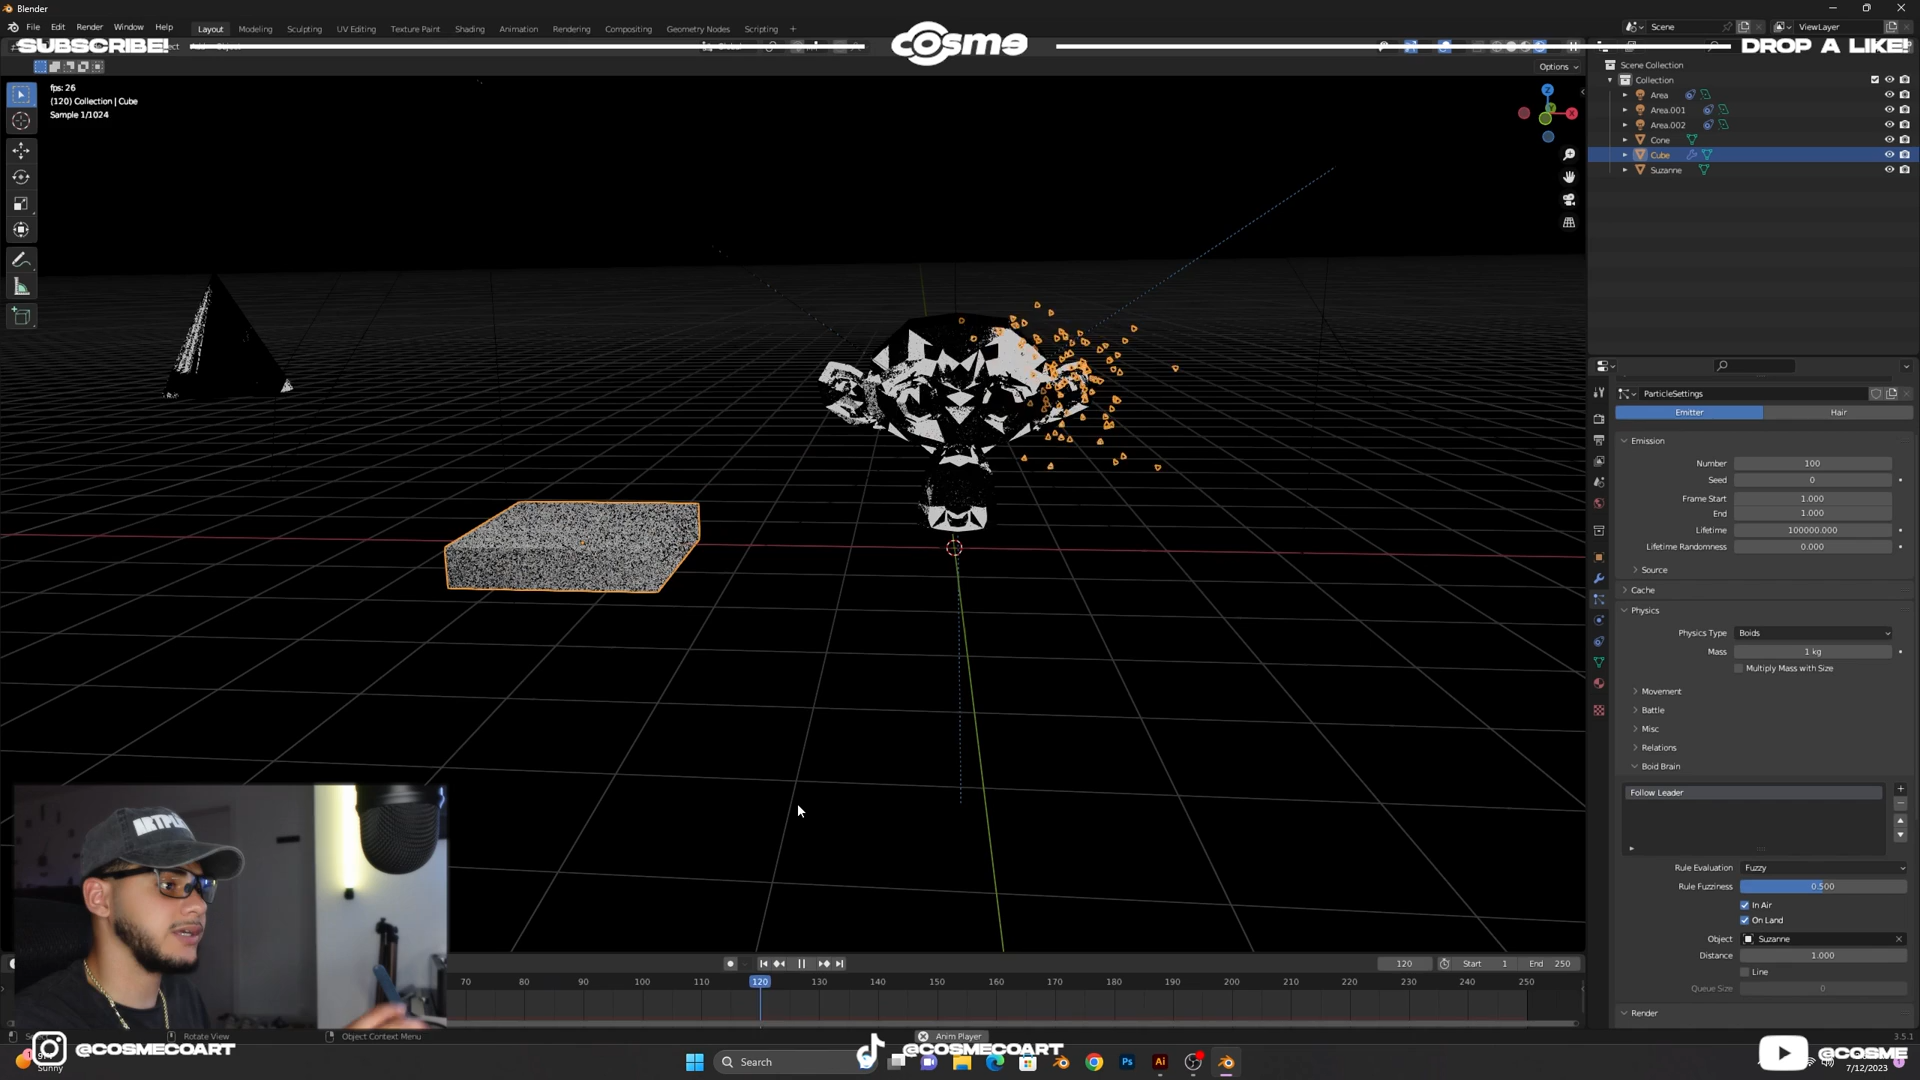 Blender
File Edit Render Window Help Layout Modeling Sculpting UV Editing Texture Paint Shading Animation Rendering Compositing Geometry Nodes Scripting + Scene ViewLayer
SUBSCRIBE! cosme DROP A LIKE!
Options
fps: 26
(120) Collection | Cube
Sample 1/1024
Z
X
Scene Collection
Collection
Area
Area.001
Area.002
Cone
Cube
Suzanne
ParticleSettings
Emitter Hair
Emission
Number 100
Seed 0
Frame Start 1.000
End 1.000
Lifetime 100000.000
Lifetime Randomness 0.000
Source
Cache
Physics
Physics Type Boids
Mass 1 kg
Multiply Mass with Size
Movement
Battle
Misc
Relations
Boid Brain
Follow Leader
Rule Evaluation Fuzzy
Rule Fuzziness 0.500
In Air
On Land
Object Suzanne
Distance 1.000
Line
Queue Size 0
Render
120 Start 1 End 250
70 80 90 100 110 120 130 140 150 160 170 180 190 200 210 220 230 240 250
Rotate View Object Context Menu Anim Player 3.5.1
@COSMECOART @COSMECOART @COSME
Sunny
Search
Ps Ai
7/12/2023